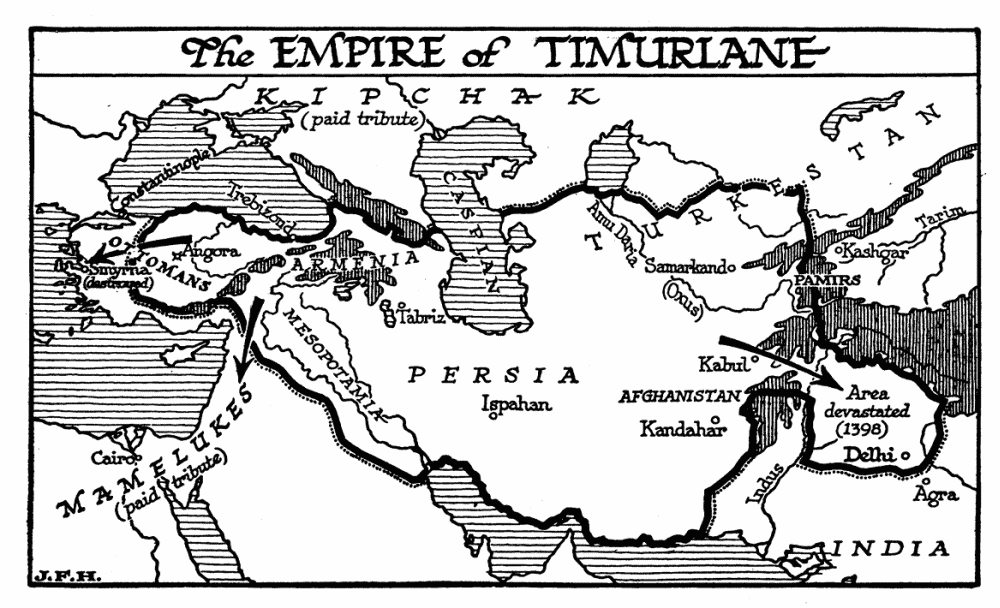 The EMPIRE of TIMURLANE
KIPCHAK
(paid tribute)
TURKESTAN
Constantinople
Trebizond
CASPIAN
Amu Daria
Tarim
OTOMANS
Angora
ARMENIA
Samarkand
Kashgar
Smyrna
(destroyed)
(Oxus)
PAMIRS
Tabriz
MESOPOTAMIA
PERSIA
Kabul
Ispahan
AFGHANISTAN
Area
devastated
(1398)
Kandahar
Delhi
Cairo
MAMELUKES
(paid tribute)
Indus
Agra
INDIA
J.F.H.